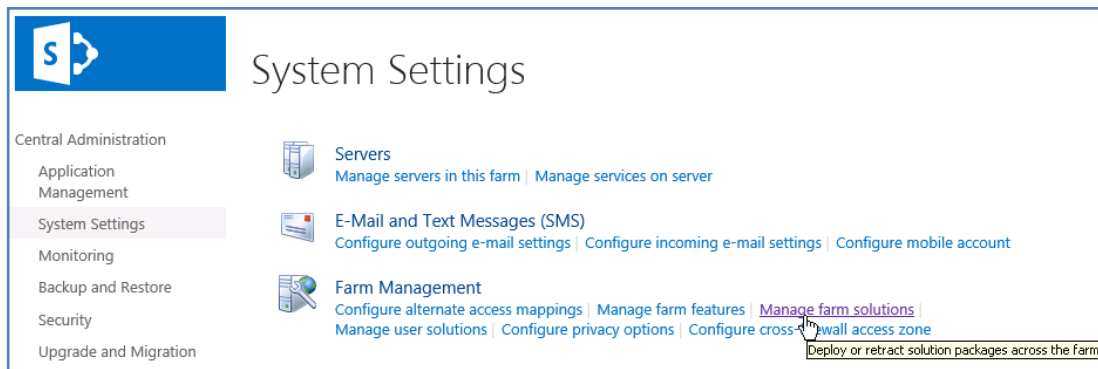 S
System Settings
Central Administration
Application
Management
System Settings
Monitoring
Backup and Restore
Security
Upgrade and Migration
Servers
Manage servers in this farm | Manage services on server
E-Mail and Text Messages (SMS)
Configure outgoing e-mail settings | Configure incoming e-mail settings | Configure mobile account
Farm Management
Configure alternate access mappings | Manage farm features | Manage farm solutions |
Manage user solutions | Configure privacy options | Configure cross-firewall access zone
Deploy or retract solution packages across the farm